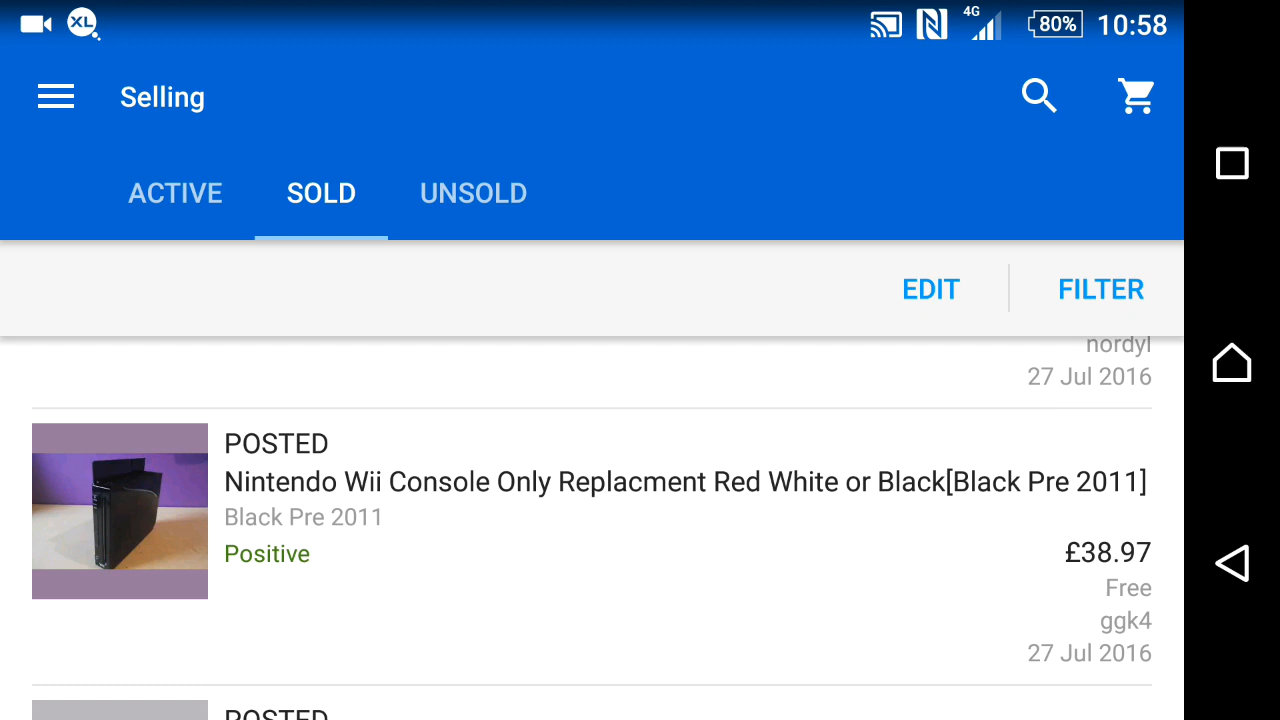 XL
4G
80%
10:58
Selling
ACTIVE
SOLD
UNSOLD
EDIT
FILTER
nordyl
27 Jul 2016
POSTED
Nintendo Wii Console Only Replacment Red White or Black[Black Pre 2011]
Black Pre 2011
Positive
£38.97
Free
ggk4
27 Jul 2016
POSTED